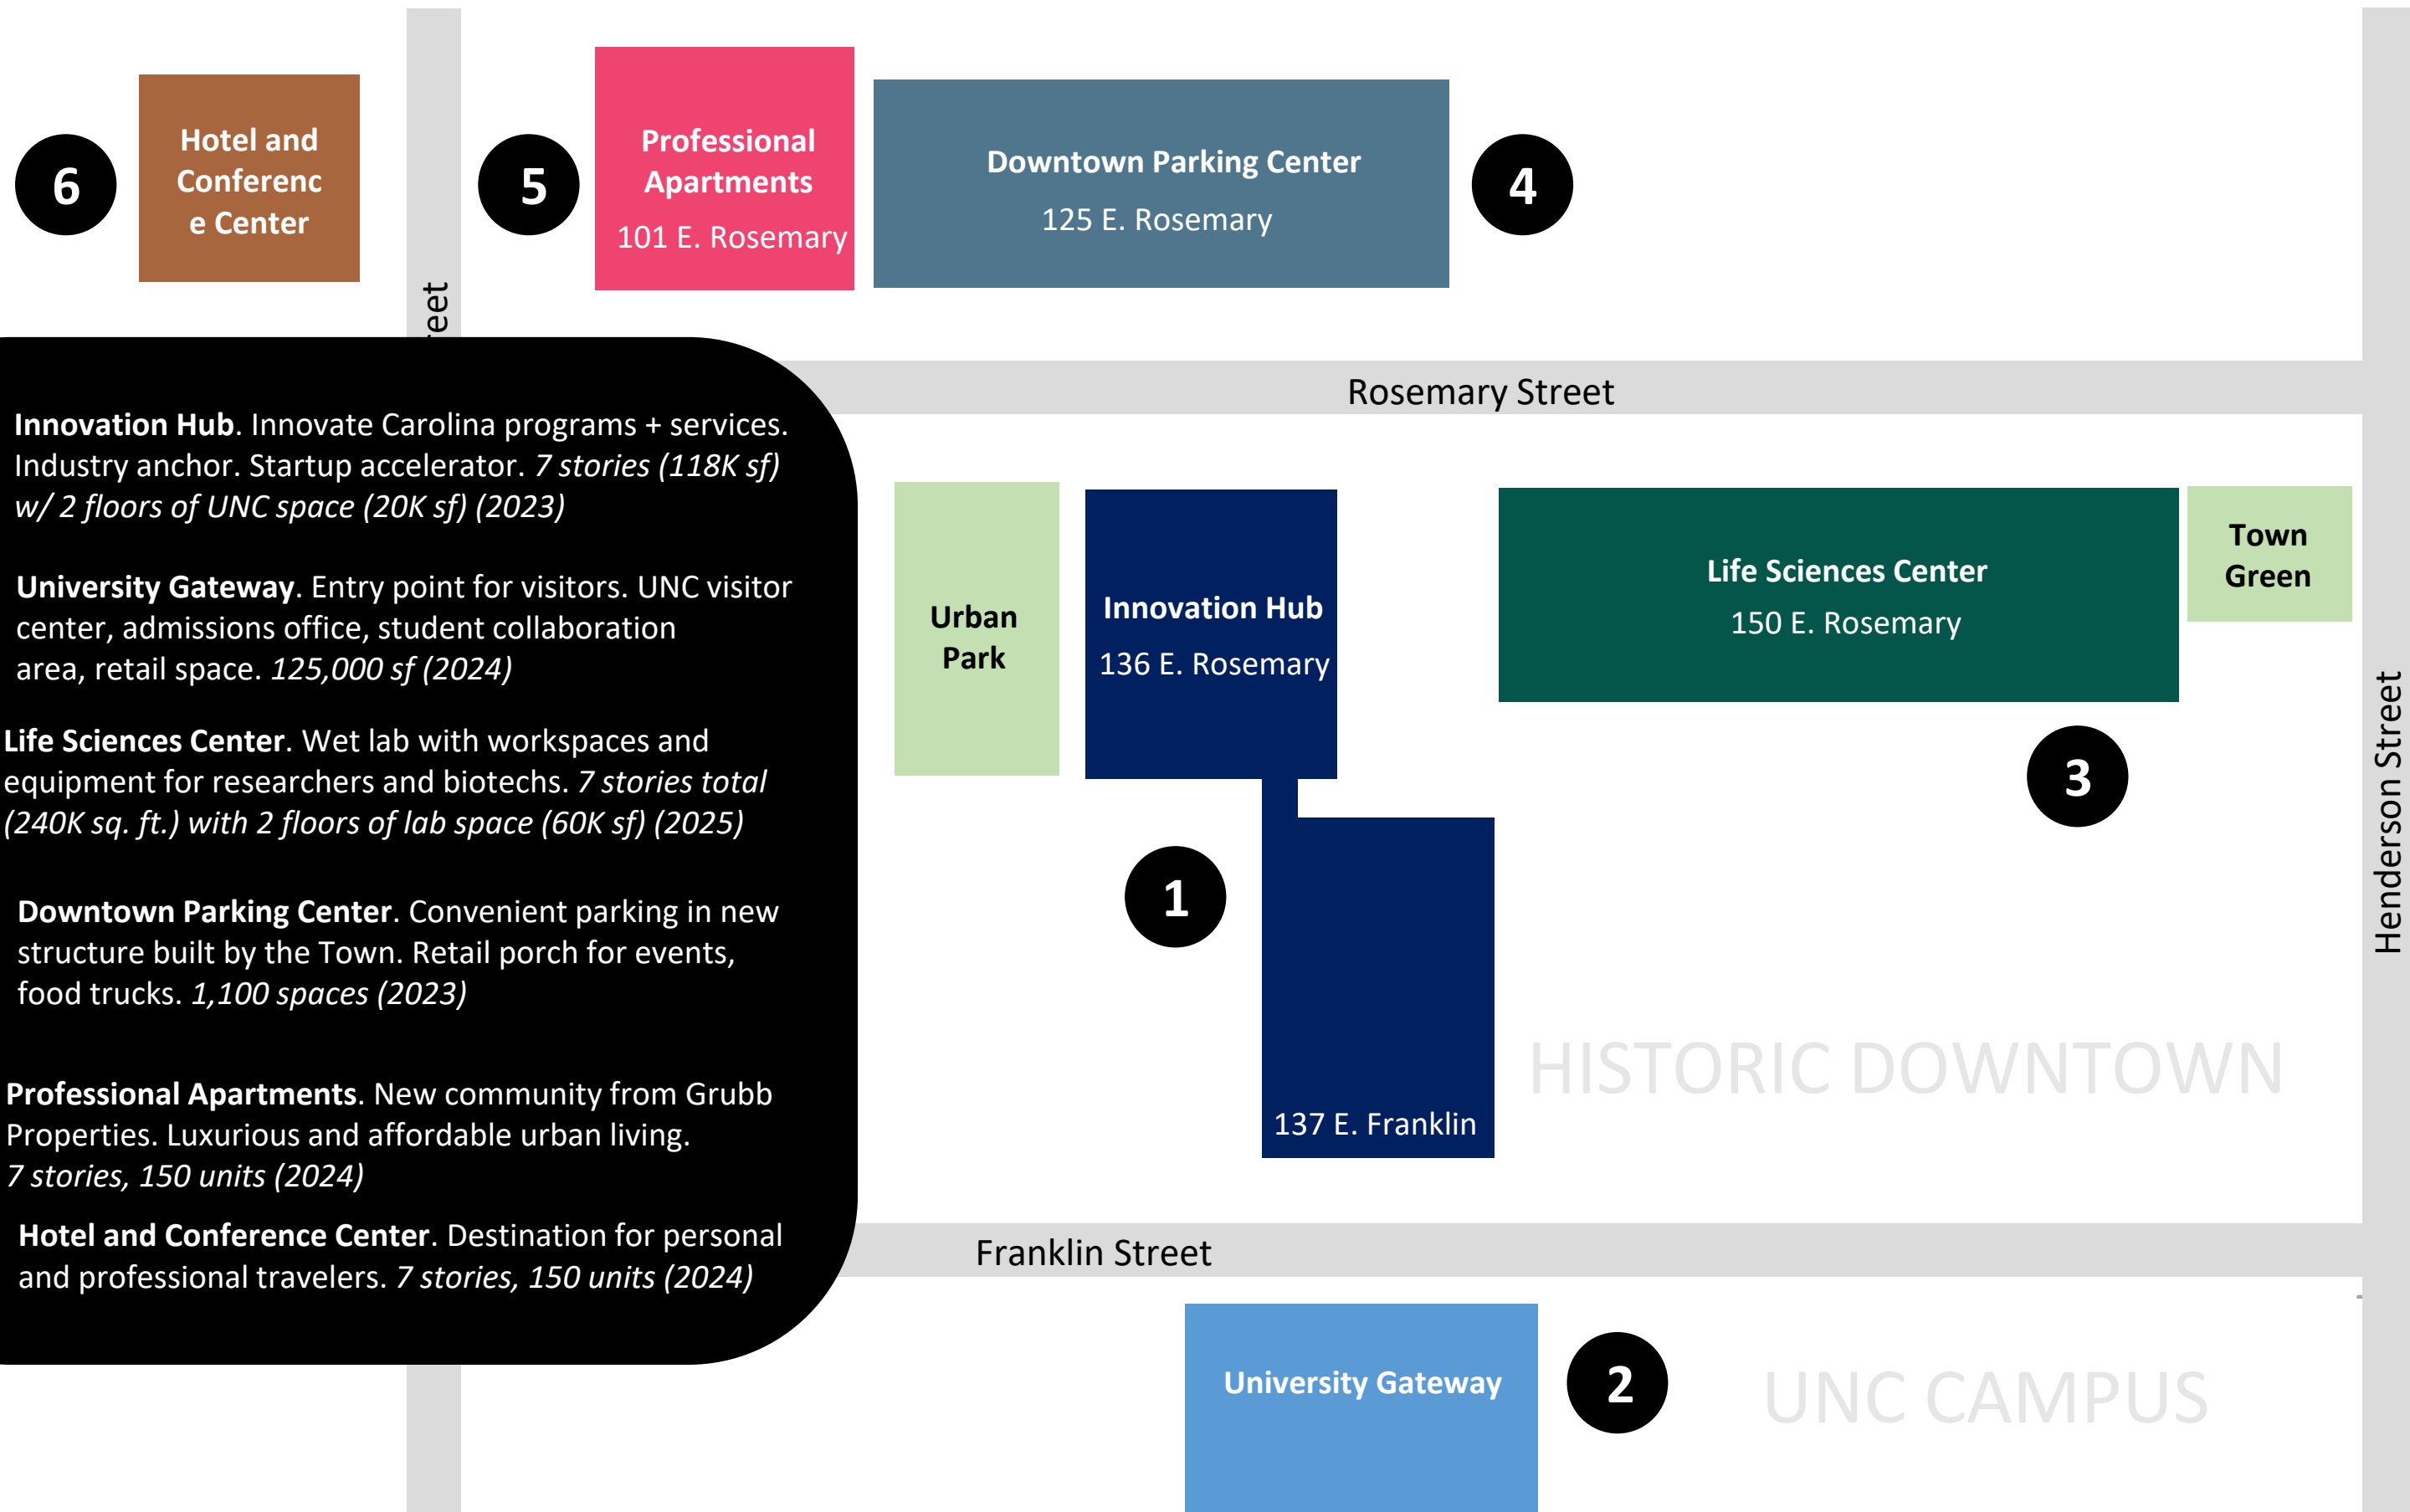 6
Hotel and
Conferenc
e Center
5
Professional
Apartments
101 E. Rosemary
Downtown Parking Center
125 E. Rosemary
4
Rosemary Street
Innovation Hub. Innovate Carolina programs + services.
Industry anchor. Startup accelerator. 7 stories (118K sf)
w/ 2 floors of UNC space (20K sf) (2023)
University Gateway. Entry point for visitors. UNC visitor
center, admissions office, student collaboration
area, retail space. 125,000 sf (2024)
Life Sciences Center. Wet lab with workspaces and
equipment for researchers and biotechs. 7 stories total
(240K sq. ft.) with 2 floors of lab space (60K sf) (2025)
Downtown Parking Center. Convenient parking in new
structure built by the Town. Retail porch for events,
food trucks. 1,100 spaces (2023)
Professional Apartments. New community from Grubb
Properties. Luxurious and affordable urban living.
7 stories, 150 units (2024)
Hotel and Conference Center. Destination for personal
and professional travelers. 7 stories, 150 units (2024)
Urban
Park
Innovation Hub
136 E. Rosemary
Life Sciences Center
150 E. Rosemary
Town
Green
3
Henderson Street
1
137 E. Franklin
HISTORIC DOWNTOWN
Franklin Street
University Gateway
2
UNC CAMPUS